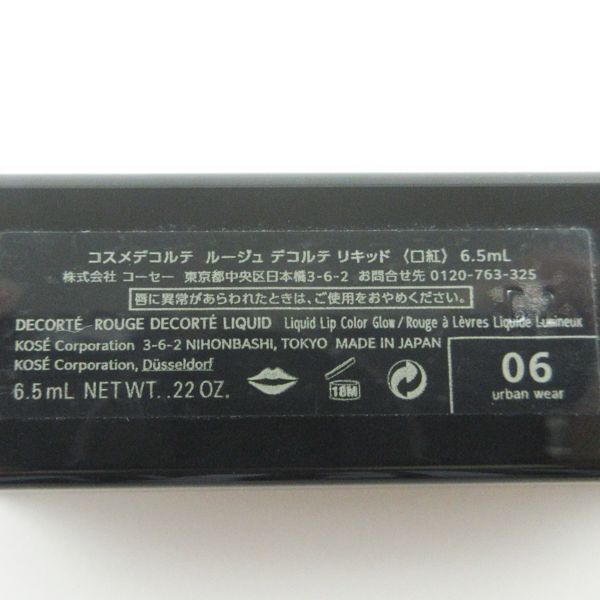 コスメデコルテ ルージュ デコルテ リキッド 〈口紅〉 6.5mL
株式会社 コーセー 東京都中央区日本橋3-6-2 お問合せ先 0120-763-325
唇に異常があらわれたときは、ご使用をおやめください。
DECORTÉ ROUGE DECORTÉ LIQUID Liquid Lip Color Glow / Rouge à Lèvres Liquide Lumineux
KOSÉ Corporation 3-6-2 NIHONBASHI, TOKYO MADE IN JAPAN
KOSÉ Corporation, Düsseldorf
6.5 mL NET WT. .22 OZ.
18M
06
urban wear